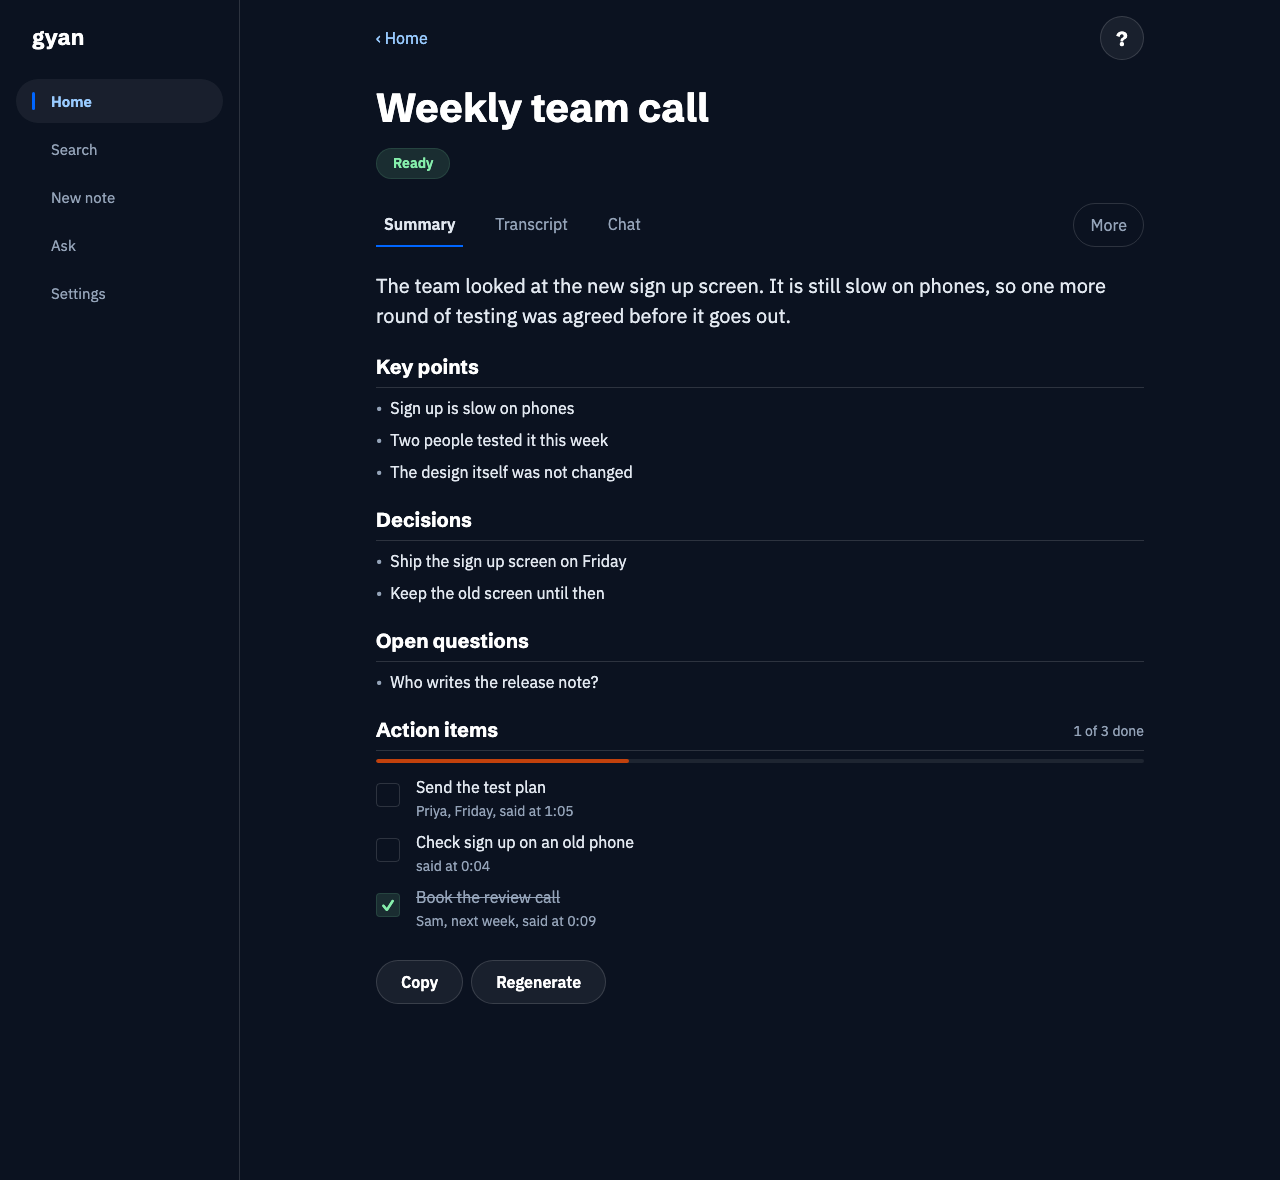 gyan
Home
Search
New note
Ask
Settings
‹ Home
?
Weekly team call
Ready
Summary
Transcript
Chat
More
The team looked at the new sign up screen. It is still slow on phones, so one more
round of testing was agreed before it goes out.
Key points
• Sign up is slow on phones
• Two people tested it this week
• The design itself was not changed
Decisions
• Ship the sign up screen on Friday
• Keep the old screen until then
Open questions
• Who writes the release note?
Action items
1 of 3 done
Send the test plan
Priya, Friday, said at 1:05
Check sign up on an old phone
said at 0:04
Book the review call
Sam, next week, said at 0:09
Copy
Regenerate